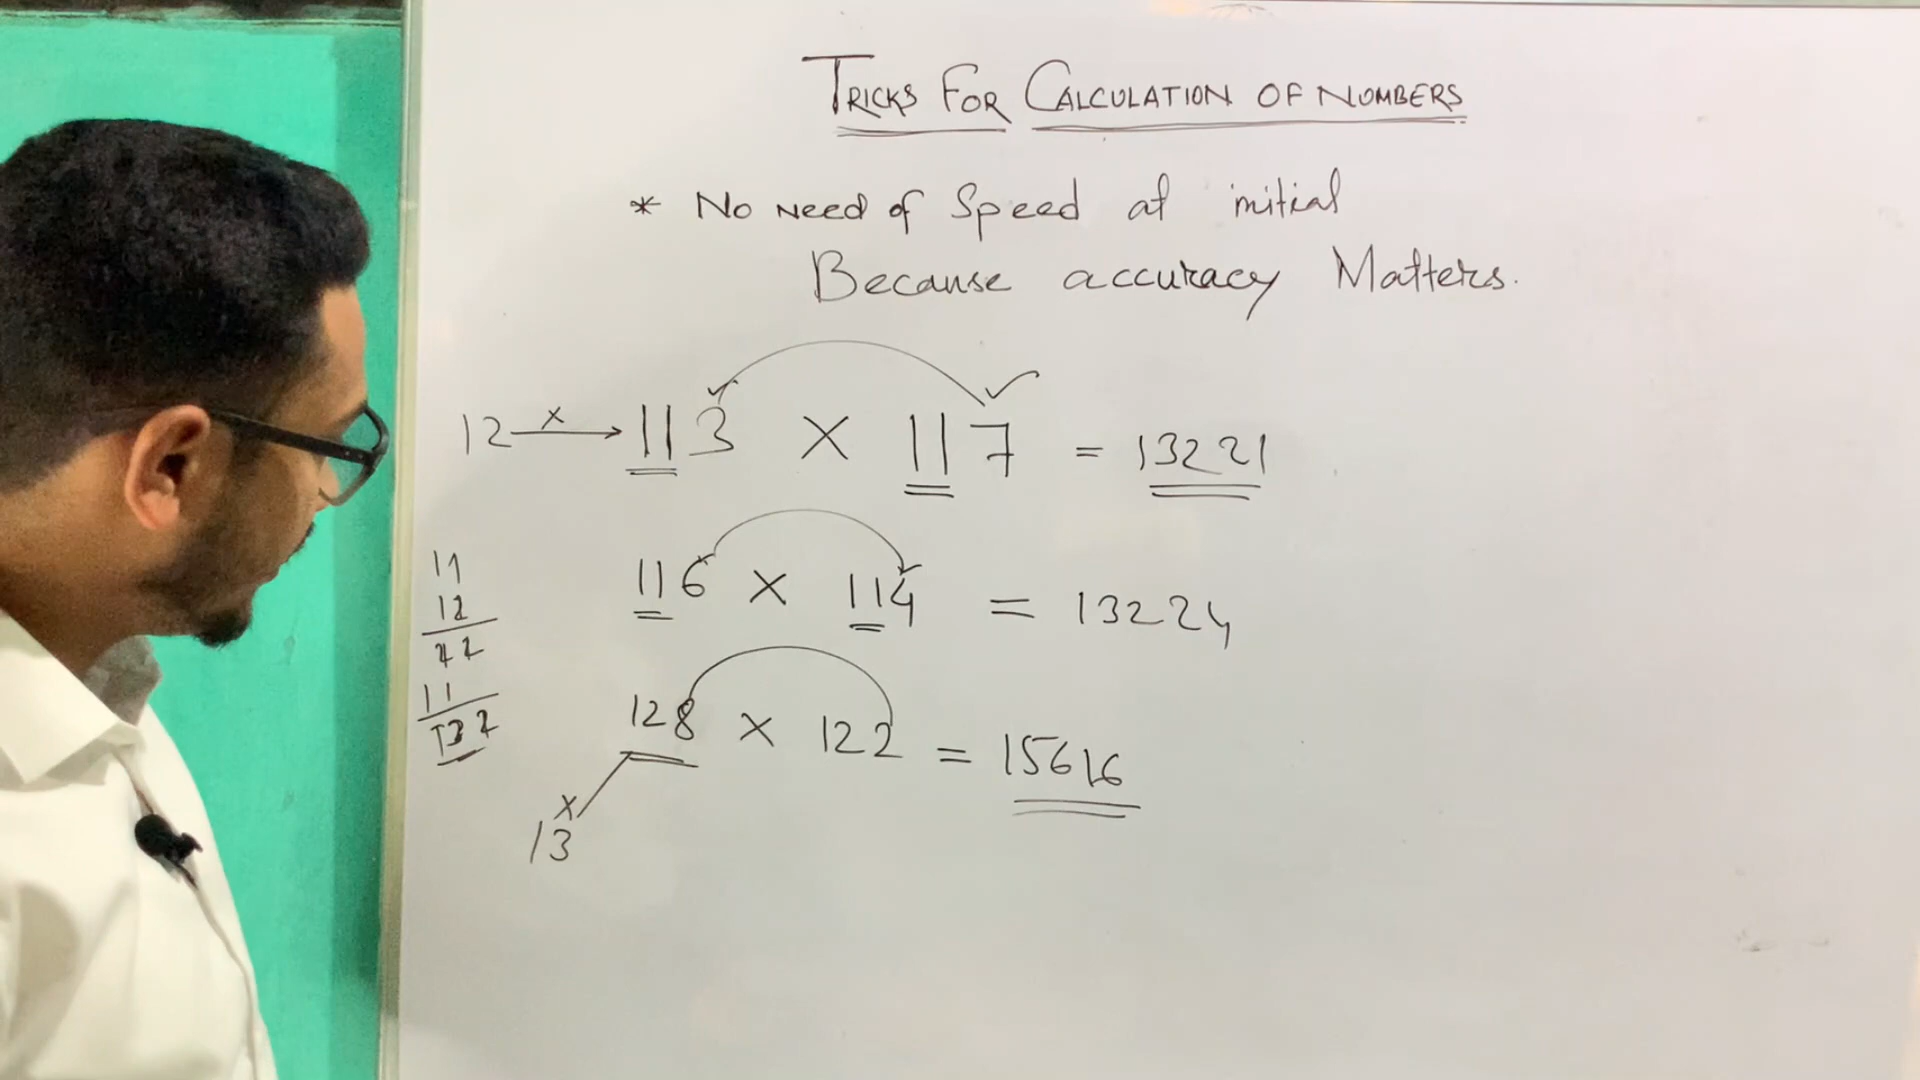 TRICKS FOR CALCULATION OF NUMBERS
* No Need of Speed at initial
Because accuracy Matters.
12 x → 113 X 117 = 13221
116 X 114 = 13224
128 X 122 = 15616
x
13
11
12
22
11
132